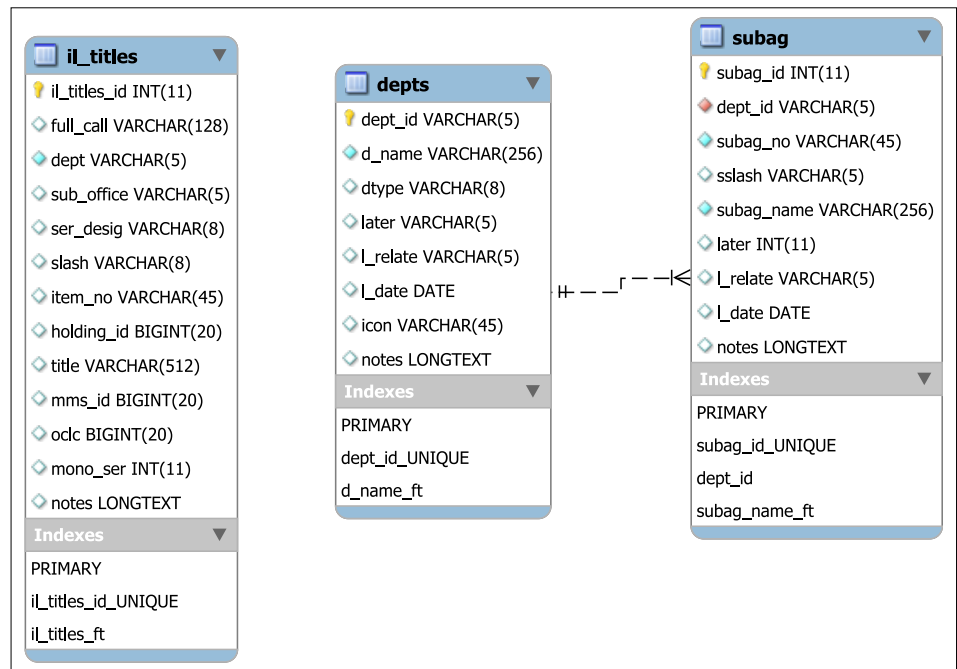 il_titles
il_titles_id INT(11)
full_call VARCHAR(128)
dept VARCHAR(5)
sub_office VARCHAR(5)
ser_desig VARCHAR(8)
slash VARCHAR(8)
item_no VARCHAR(45)
holding_id BIGINT(20)
title VARCHAR(512)
mms_id BIGINT(20)
oclc BIGINT(20)
mono_ser INT(11)
notes LONGTEXT
Indexes
PRIMARY
il_titles_id_UNIQUE
il_titles_ft
depts
dept_id VARCHAR(5)
d_name VARCHAR(256)
dtype VARCHAR(8)
later VARCHAR(5)
l_relate VARCHAR(5)
l_date DATE
icon VARCHAR(45)
notes LONGTEXT
Indexes
PRIMARY
dept_id_UNIQUE
d_name_ft
subag
subag_id INT(11)
dept_id VARCHAR(5)
subag_no VARCHAR(45)
sslash VARCHAR(5)
subag_name VARCHAR(256)
later INT(11)
l_relate VARCHAR(5)
l_date DATE
notes LONGTEXT
Indexes
PRIMARY
subag_id_UNIQUE
dept_id
subag_name_ft